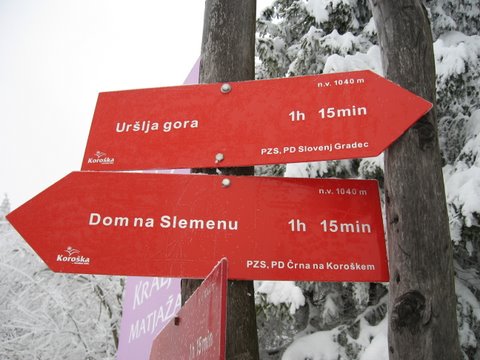 n.v. 1040 m
Uršlja gora 1h 15min
Koroška PZS, PD Slovenj Gradec
n.v. 1040 m
Dom na Slemenu 1h 15min
Koroška PZS, PD Črna na Koroškem
KRAL
MATJAŽA